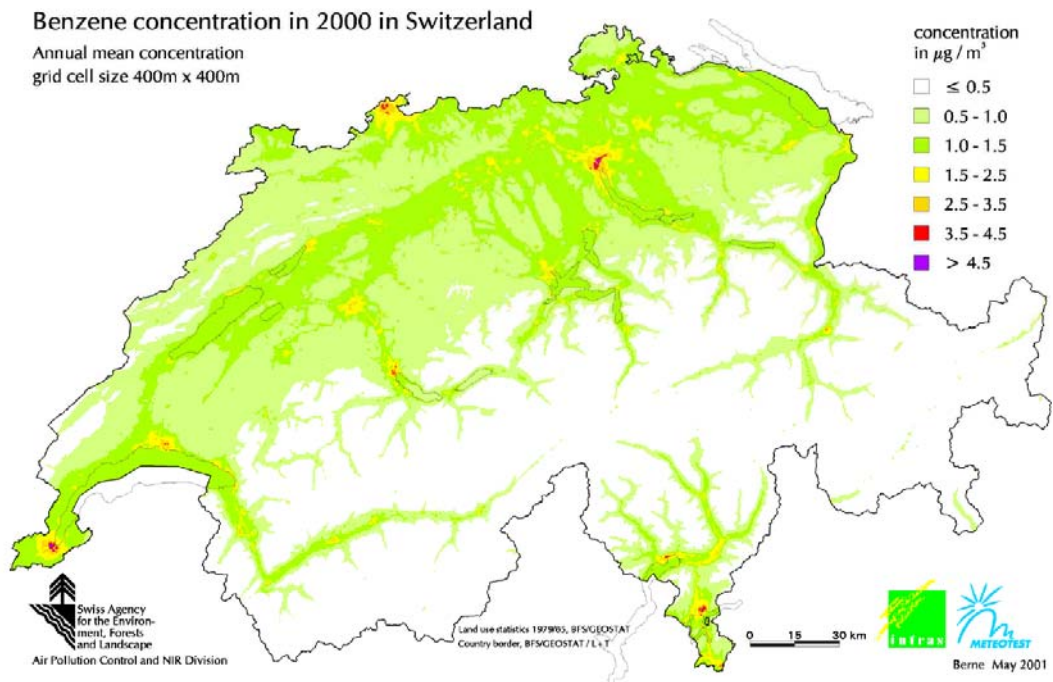 Benzene concentration in 2000 in Switzerland
Annual mean concentration
grid cell size 400m x 400m
concentration
in µg / m³
≤ 0.5
0.5 - 1.0
1.0 - 1.5
1.5 - 2.5
2.5 - 3.5
3.5 - 4.5
> 4.5
Swiss Agency
for the Environ-
ment, Forests
and Landscape
Air Pollution Control and NIR Division
Land use statistics 1979/85, BFS/GEOSTAT
Country border, BFS/GEOSTAT / L+T
0 15 30 km
infras
METEOTEST
Berne May 2001